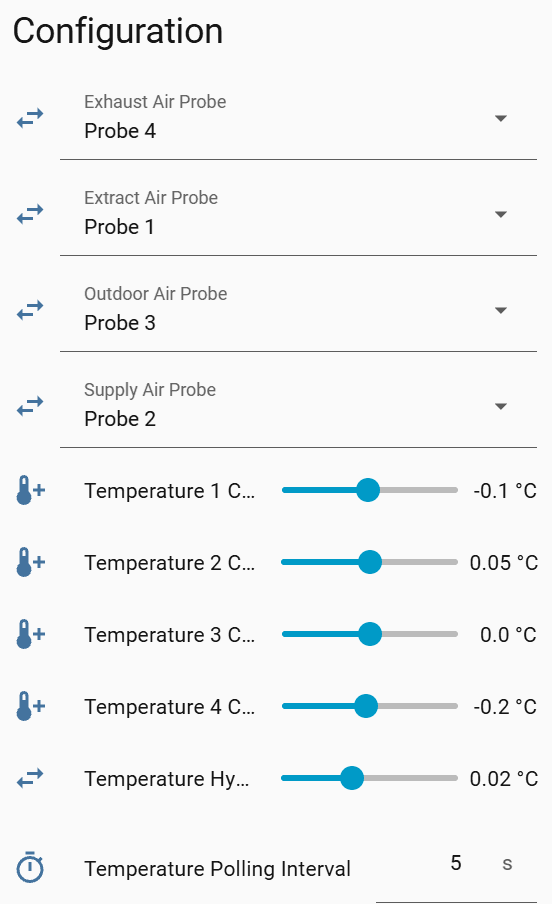 Configuration
Exhaust Air Probe
Probe 4
Extract Air Probe
Probe 1
Outdoor Air Probe
Probe 3
Supply Air Probe
Probe 2
Temperature 1 C... -0.1 °C
Temperature 2 C... 0.05 °C
Temperature 3 C... 0.0 °C
Temperature 4 C... -0.2 °C
Temperature Hy... 0.02 °C
Temperature Polling Interval 5 s